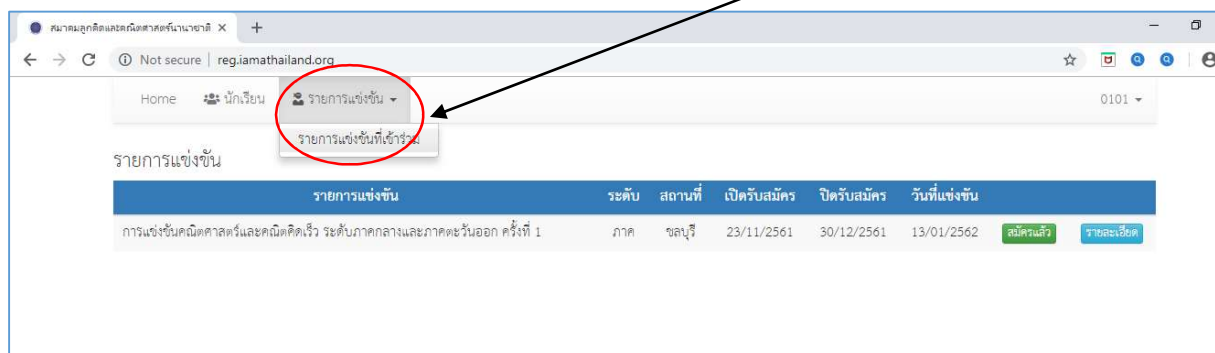 สมาคมลูกคิดและคณิตศาสตร์นานาชาติ
Not secure | reg.iamathailand.org
Home นักเรียน รายการแข่งขัน 0101
รายการแข่งขันที่เข้าร่วม
รายการแข่งขัน
รายการแข่งขัน ระดับ สถานที่ เปิดรับสมัคร ปิดรับสมัคร วันที่แข่งขัน
การแข่งขันคณิตศาสตร์และคณิตคิดเร็ว ระดับภาคกลางและภาคตะวันออก ครั้งที่ 1 ภาค ชลบุรี 23/11/2561 30/12/2561 13/01/2562 สมัครแล้ว รายละเอียด